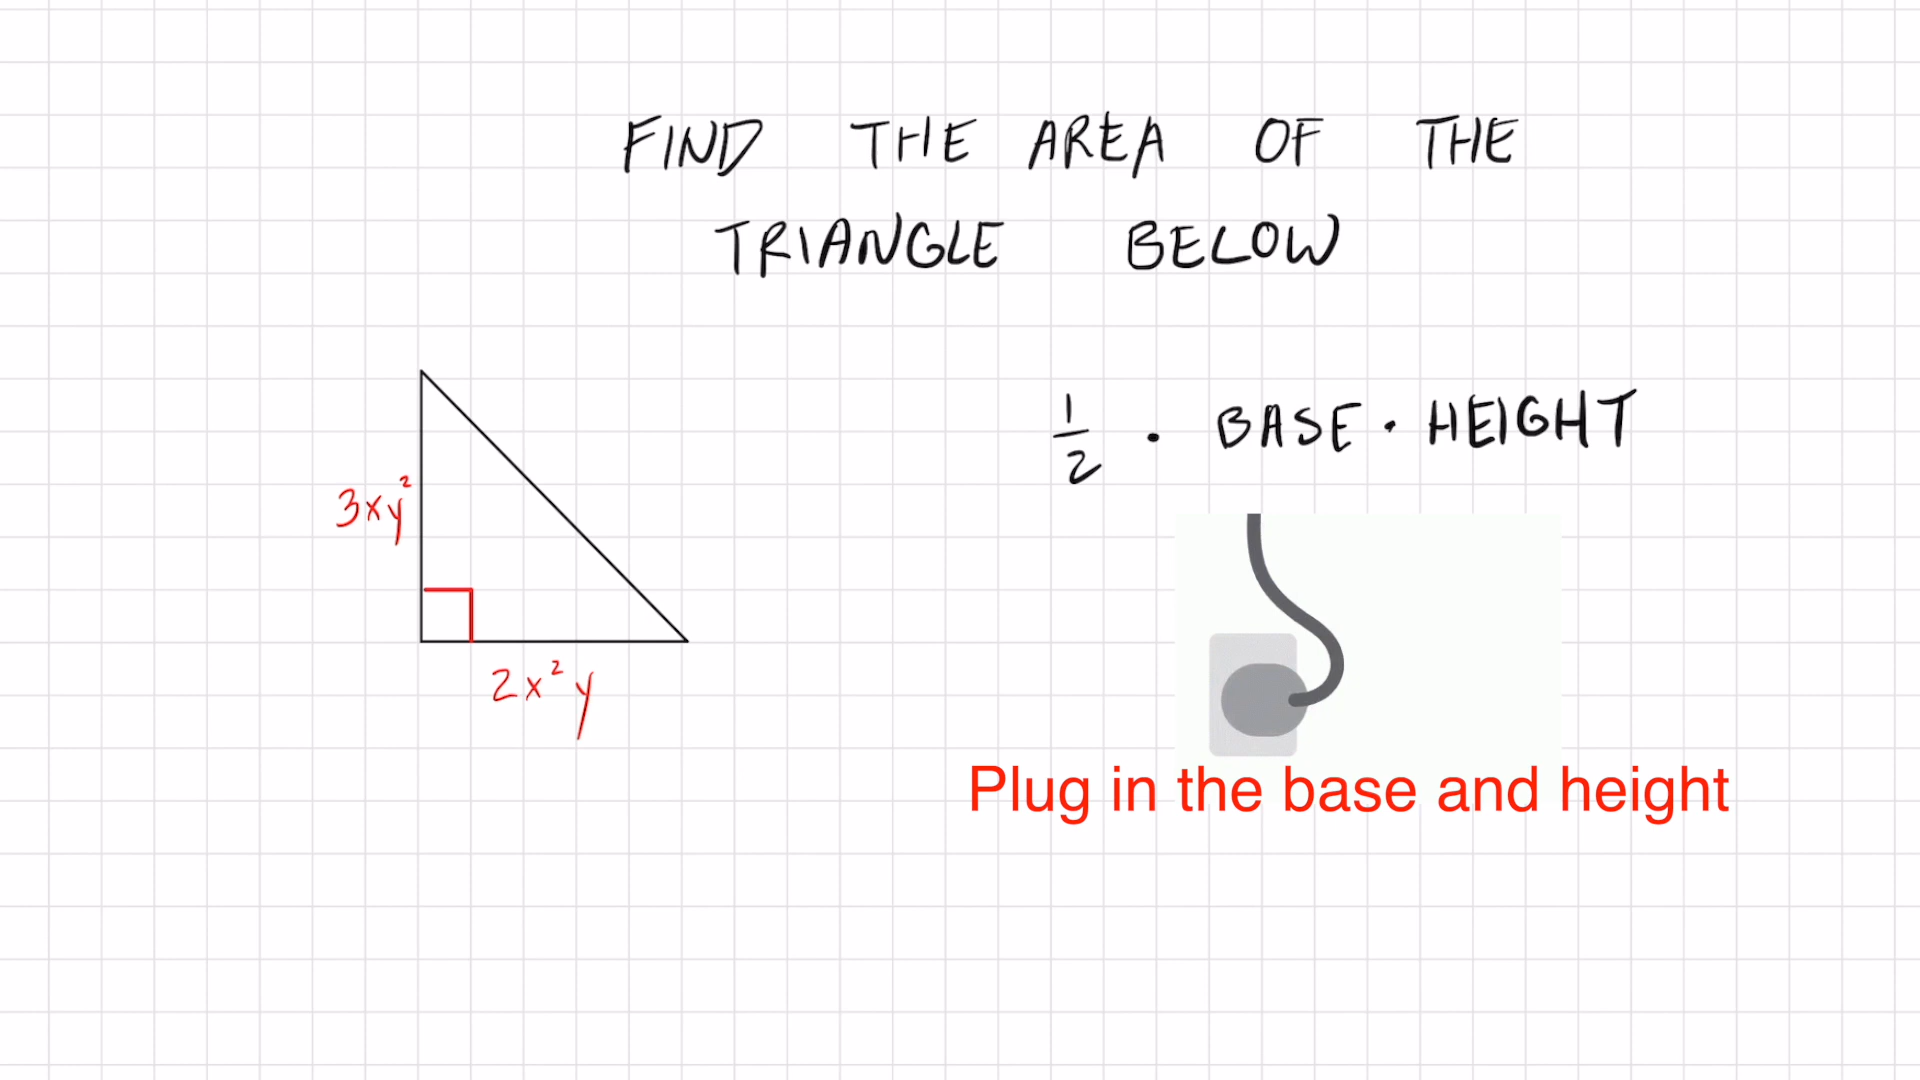 FIND THE AREA OF THE
TRIANGLE BELOW
1/2 · BASE · HEIGHT
3xy²
2x²y
Plug in the base and height